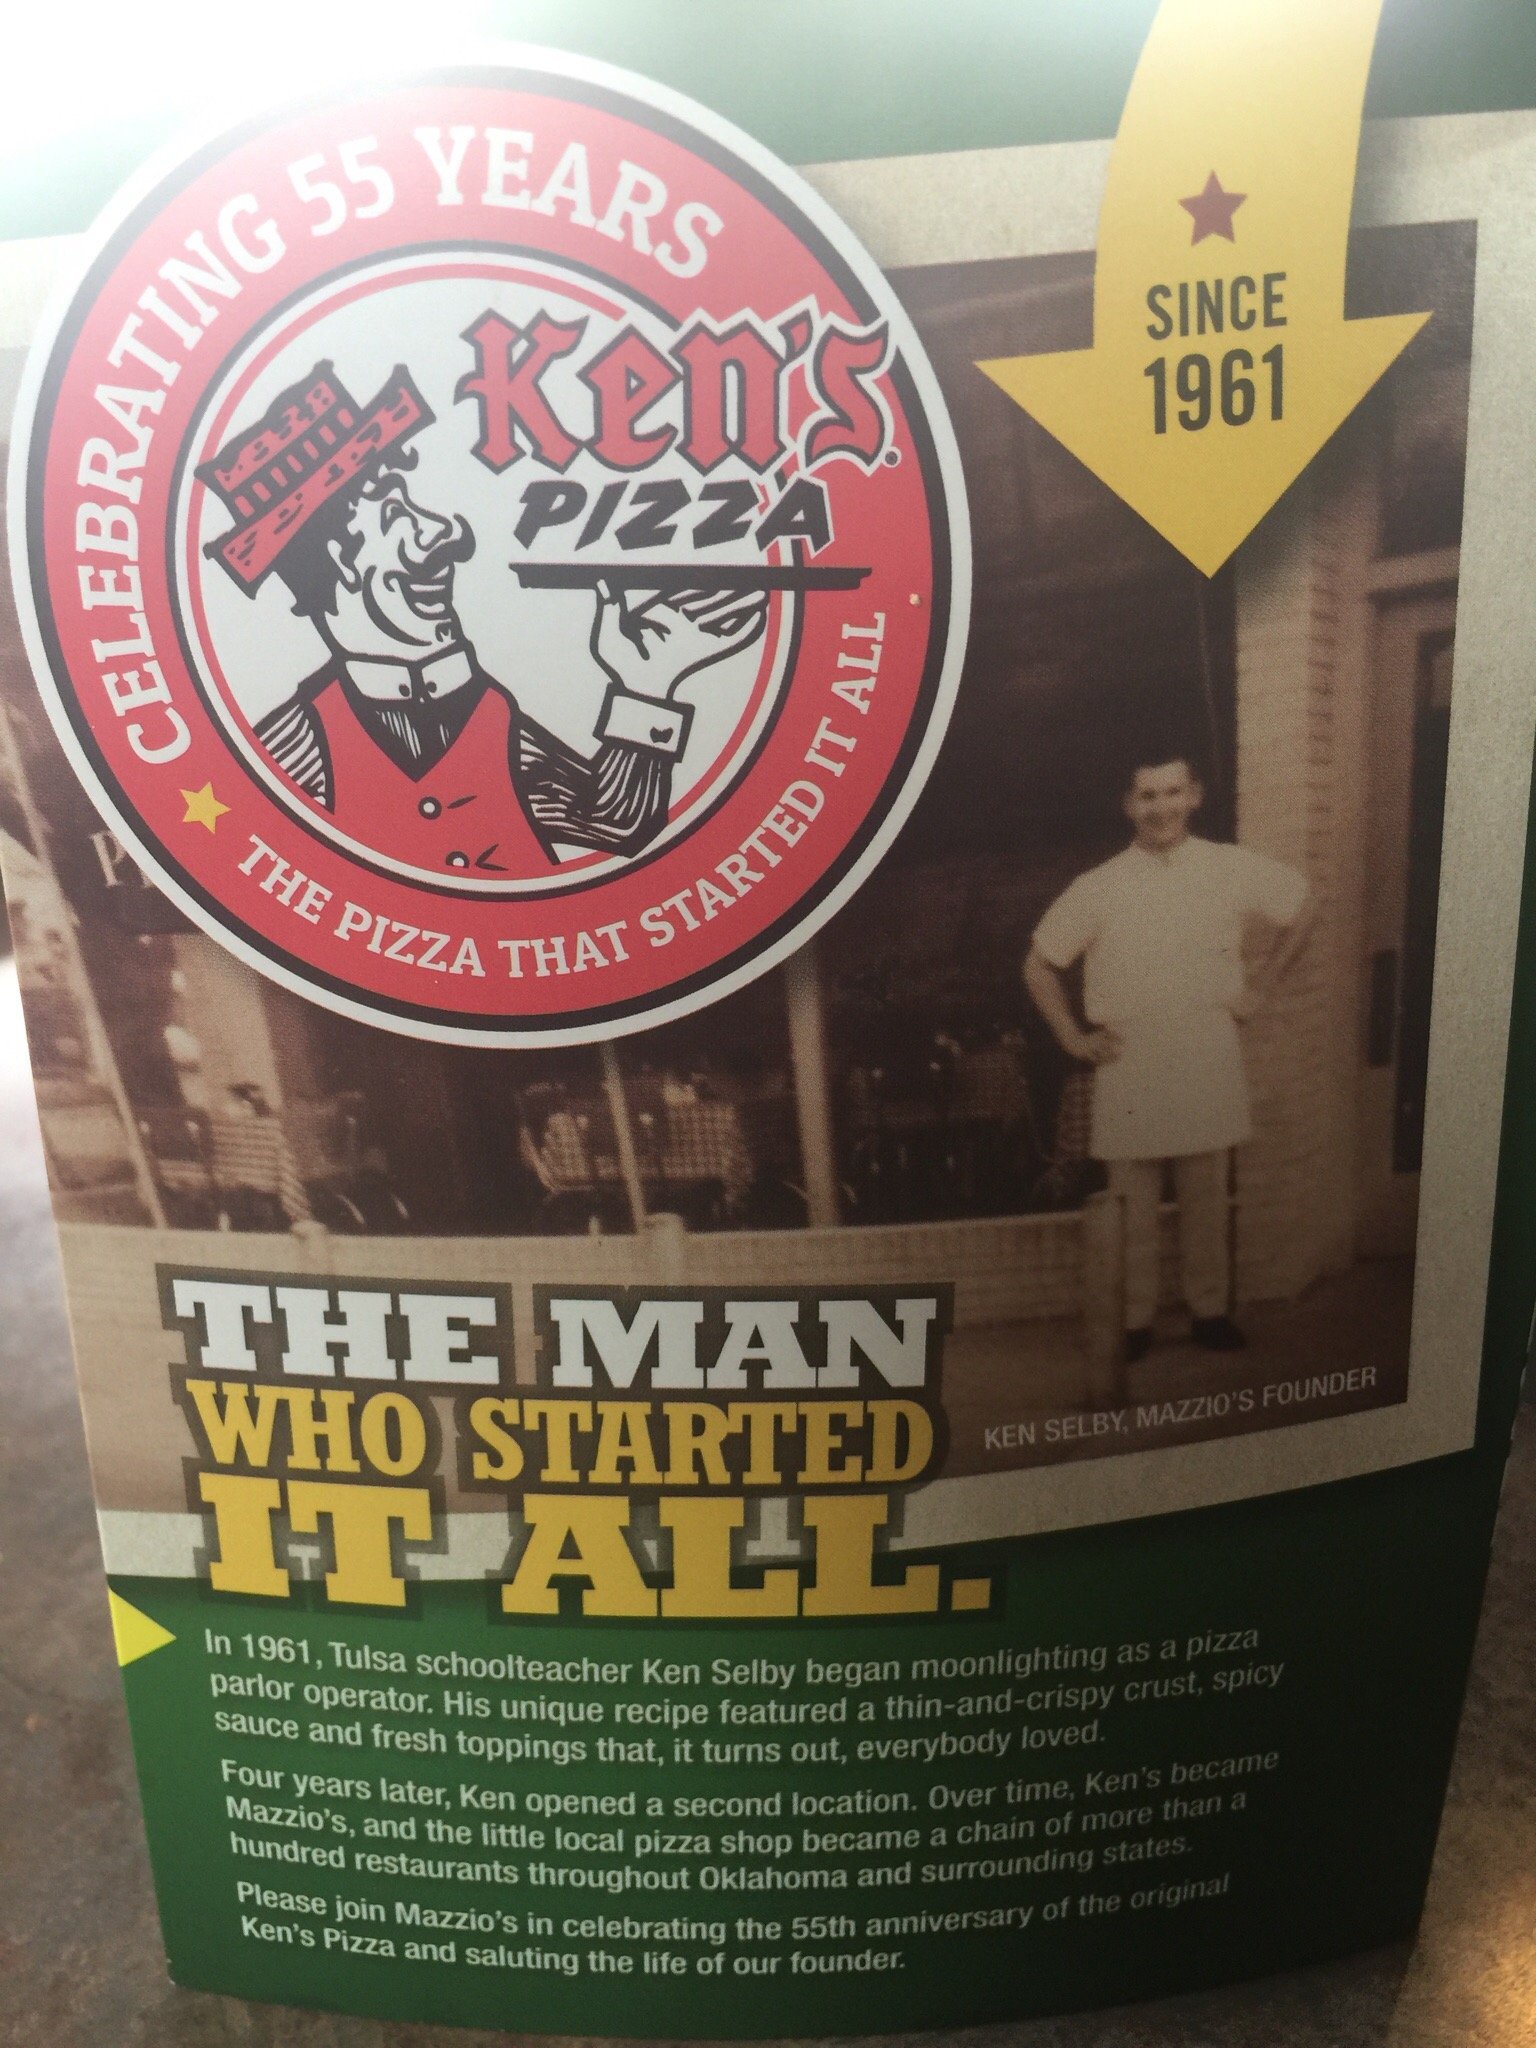 CELEBRATING 55 YEARS
Ken's
PIZZA
THE PIZZA THAT STARTED IT ALL
SINCE
1961
KEN SELBY, MAZZIO'S FOUNDER
THE MAN
WHO STARTED
IT ALL.
In 1961, Tulsa schoolteacher Ken Selby began moonlighting as a pizza
parlor operator. His unique recipe featured a thin-and-crispy crust, spicy
sauce and fresh toppings that, it turns out, everybody loved.
Four years later, Ken opened a second location. Over time, Ken's became
Mazzio's, and the little local pizza shop became a chain of more than a
hundred restaurants throughout Oklahoma and surrounding states.
Please join Mazzio's in celebrating the 55th anniversary of the original
Ken's Pizza and saluting the life of our founder.